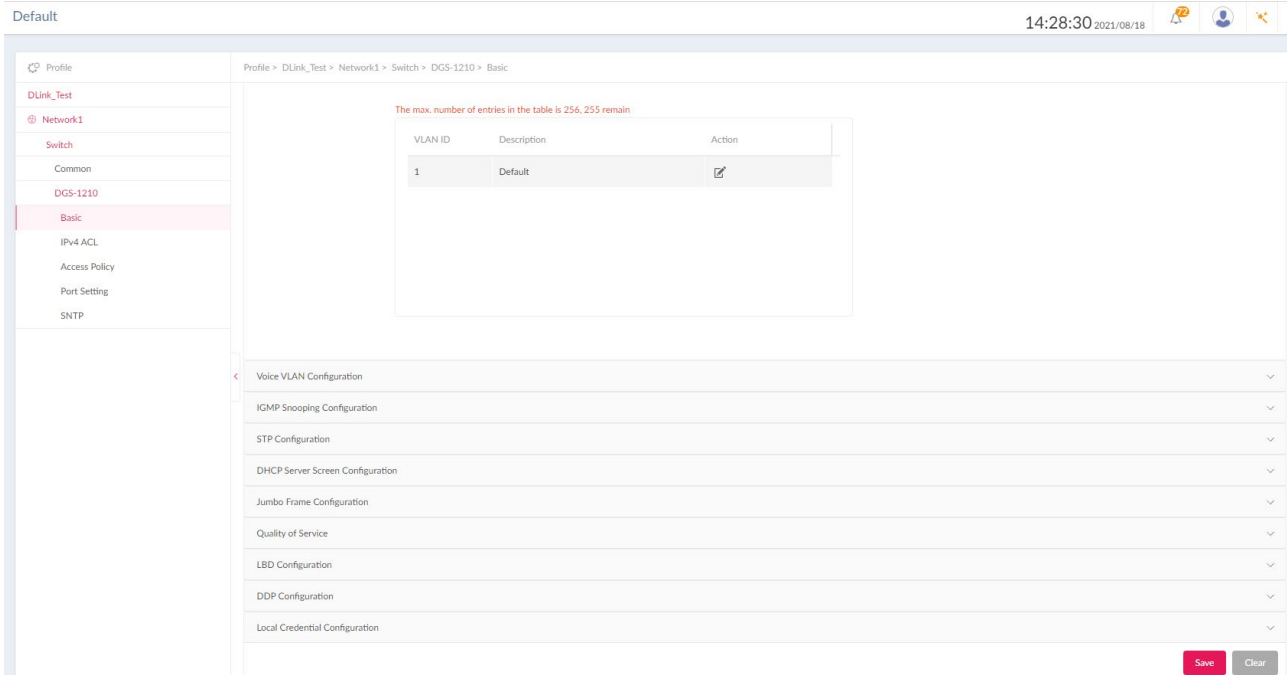 Default
14:28:30 2021/08/18
72
Profile
Profile > DLink_Test > Network1 > Switch > DGS-1210 > Basic
DLink_Test
Network1
Switch
Common
DGS-1210
Basic
IPv4 ACL
Access Policy
Port Setting
SNTP
The max. number of entries in the table is 256, 255 remain
VLAN ID Description Action
1 Default
Voice VLAN Configuration
IGMP Snooping Configuration
STP Configuration
DHCP Server Screen Configuration
Jumbo Frame Configuration
Quality of Service
LBD Configuration
DDP Configuration
Local Credential Configuration
Save Clear